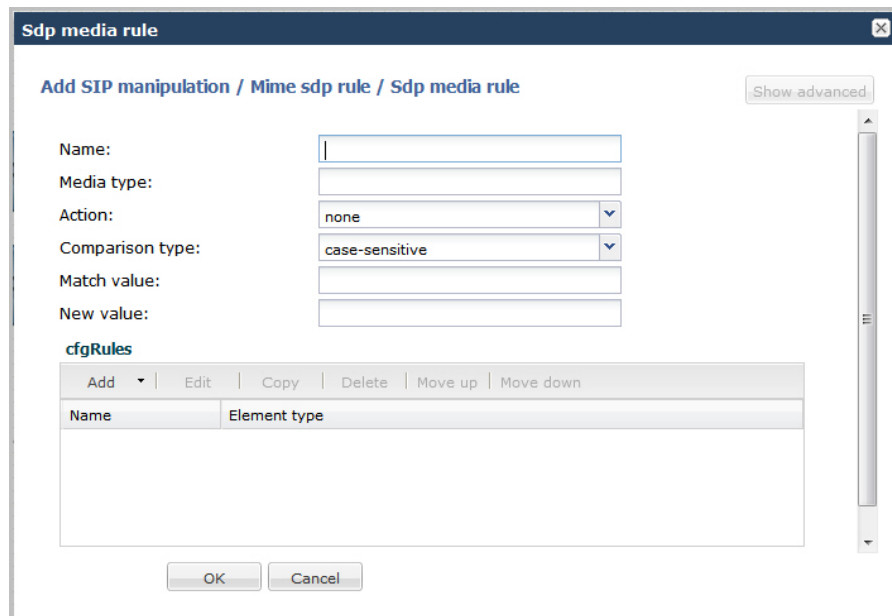 Sdp media rule
Add SIP manipulation / Mime sdp rule / Sdp media rule
Show advanced
Name:
Media type:
Action: none
Comparison type: case-sensitive
Match value:
New value:
cfgRules
Add Edit Copy Delete Move up Move down
Name Element type
OK Cancel